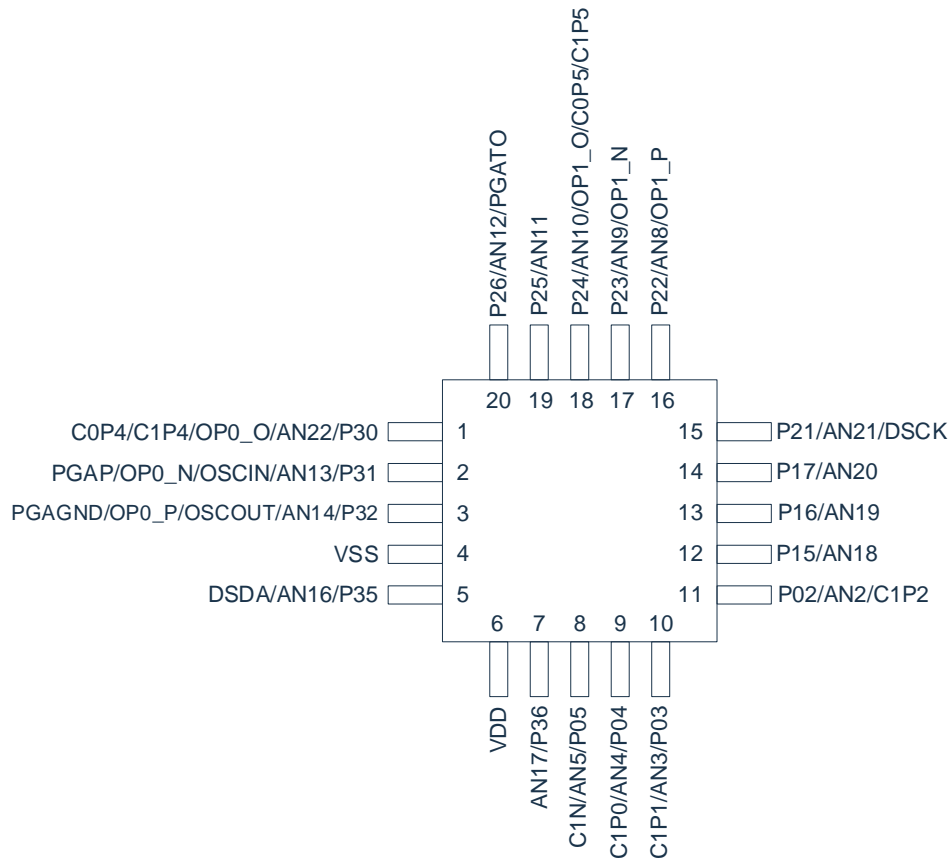 P26/AN12/PGATO
P25/AN11
P24/AN10/OP1_O/C0P5/C1P5
P23/AN9/OP1_N
P22/AN8/OP1_P
20
19
18
17
16
C0P4/C1P4/OP0_O/AN22/P30
1
15
P21/AN21/DSCK
PGAP/OP0_N/OSCIN/AN13/P31
2
14
P17/AN20
PGAGND/OP0_P/OSCOUT/AN14/P32
3
13
P16/AN19
VSS
4
12
P15/AN18
DSDA/AN16/P35
5
11
P02/AN2/C1P2
6
7
8
9
10
VDD
AN17/P36
C1N/AN5/P05
C1P0/AN4/P04
C1P1/AN3/P03